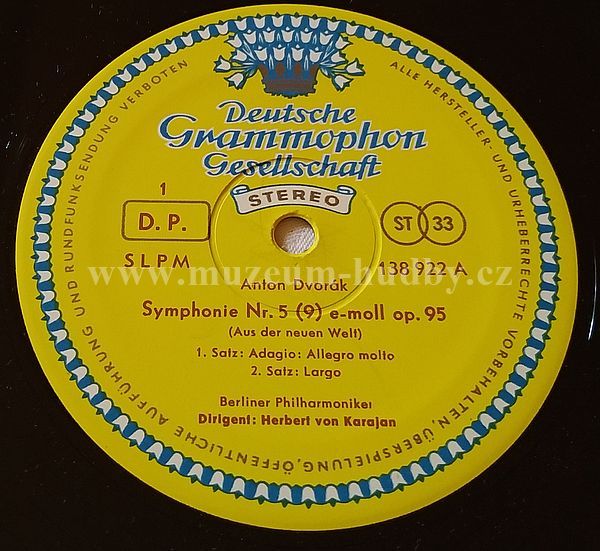 ALLE HERSTELLER- UND URHEBERRECHTE VORBEHALTEN, ÜBERSPIELUNG, ÖFFENTLICHE AUFFÜHRUNG UND RUNDFUNKSENDUNG VERBOTEN
Deutsche
Grammophon
Gesellschaft
STEREO
1
D. P.
ST 33
SLPM
138 922 A
www.muzeum-hudby.cz
Anton Dvorák
Symphonie Nr. 5 (9) e-moll op. 95
(Aus der neuen Welt)
1. Satz: Adagio: Allegro molto
2. Satz: Largo
Berliner Philharmoniker
Dirigent: Herbert von Karajan